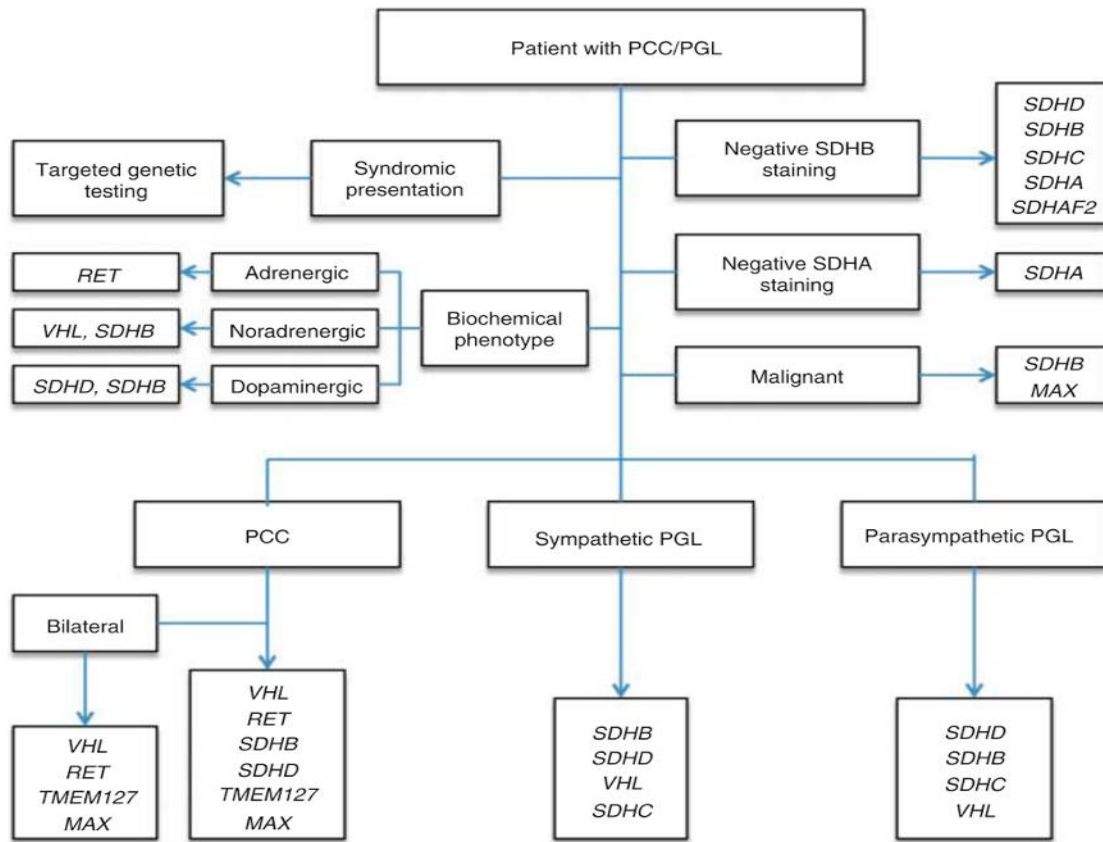 Patient with PCC/PGL
Targeted genetic
testing
Syndromic
presentation
Negative SDHB
staining
SDHD
SDHB
SDHC
SDHA
SDHAF2
RET
Adrenergic
VHL, SDHB
Noradrenergic
SDHD, SDHB
Dopaminergic
Biochemical
phenotype
Negative SDHA
staining
SDHA
Malignant
SDHB
MAX
PCC
Sympathetic PGL
Parasympathetic PGL
Bilateral
VHL
RET
TMEM127
MAX
VHL
RET
SDHB
SDHD
TMEM127
MAX
SDHB
SDHD
VHL
SDHC
SDHD
SDHB
SDHC
VHL